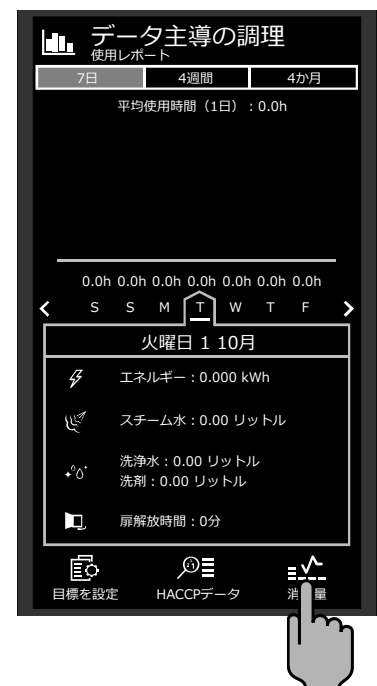 データ主導の調理
使用レポート
7日 4週間 4か月
平均使用時間（1日）：0.0h
0.0h 0.0h 0.0h 0.0h 0.0h 0.0h 0.0h
S S M T W T F
火曜日 1 10月
エネルギー：0.000 kWh
スチーム水：0.00 リットル
洗浄水：0.00 リットル
洗剤：0.00 リットル
扉解放時間：0分
目標を設定 HACCPデータ 消 量